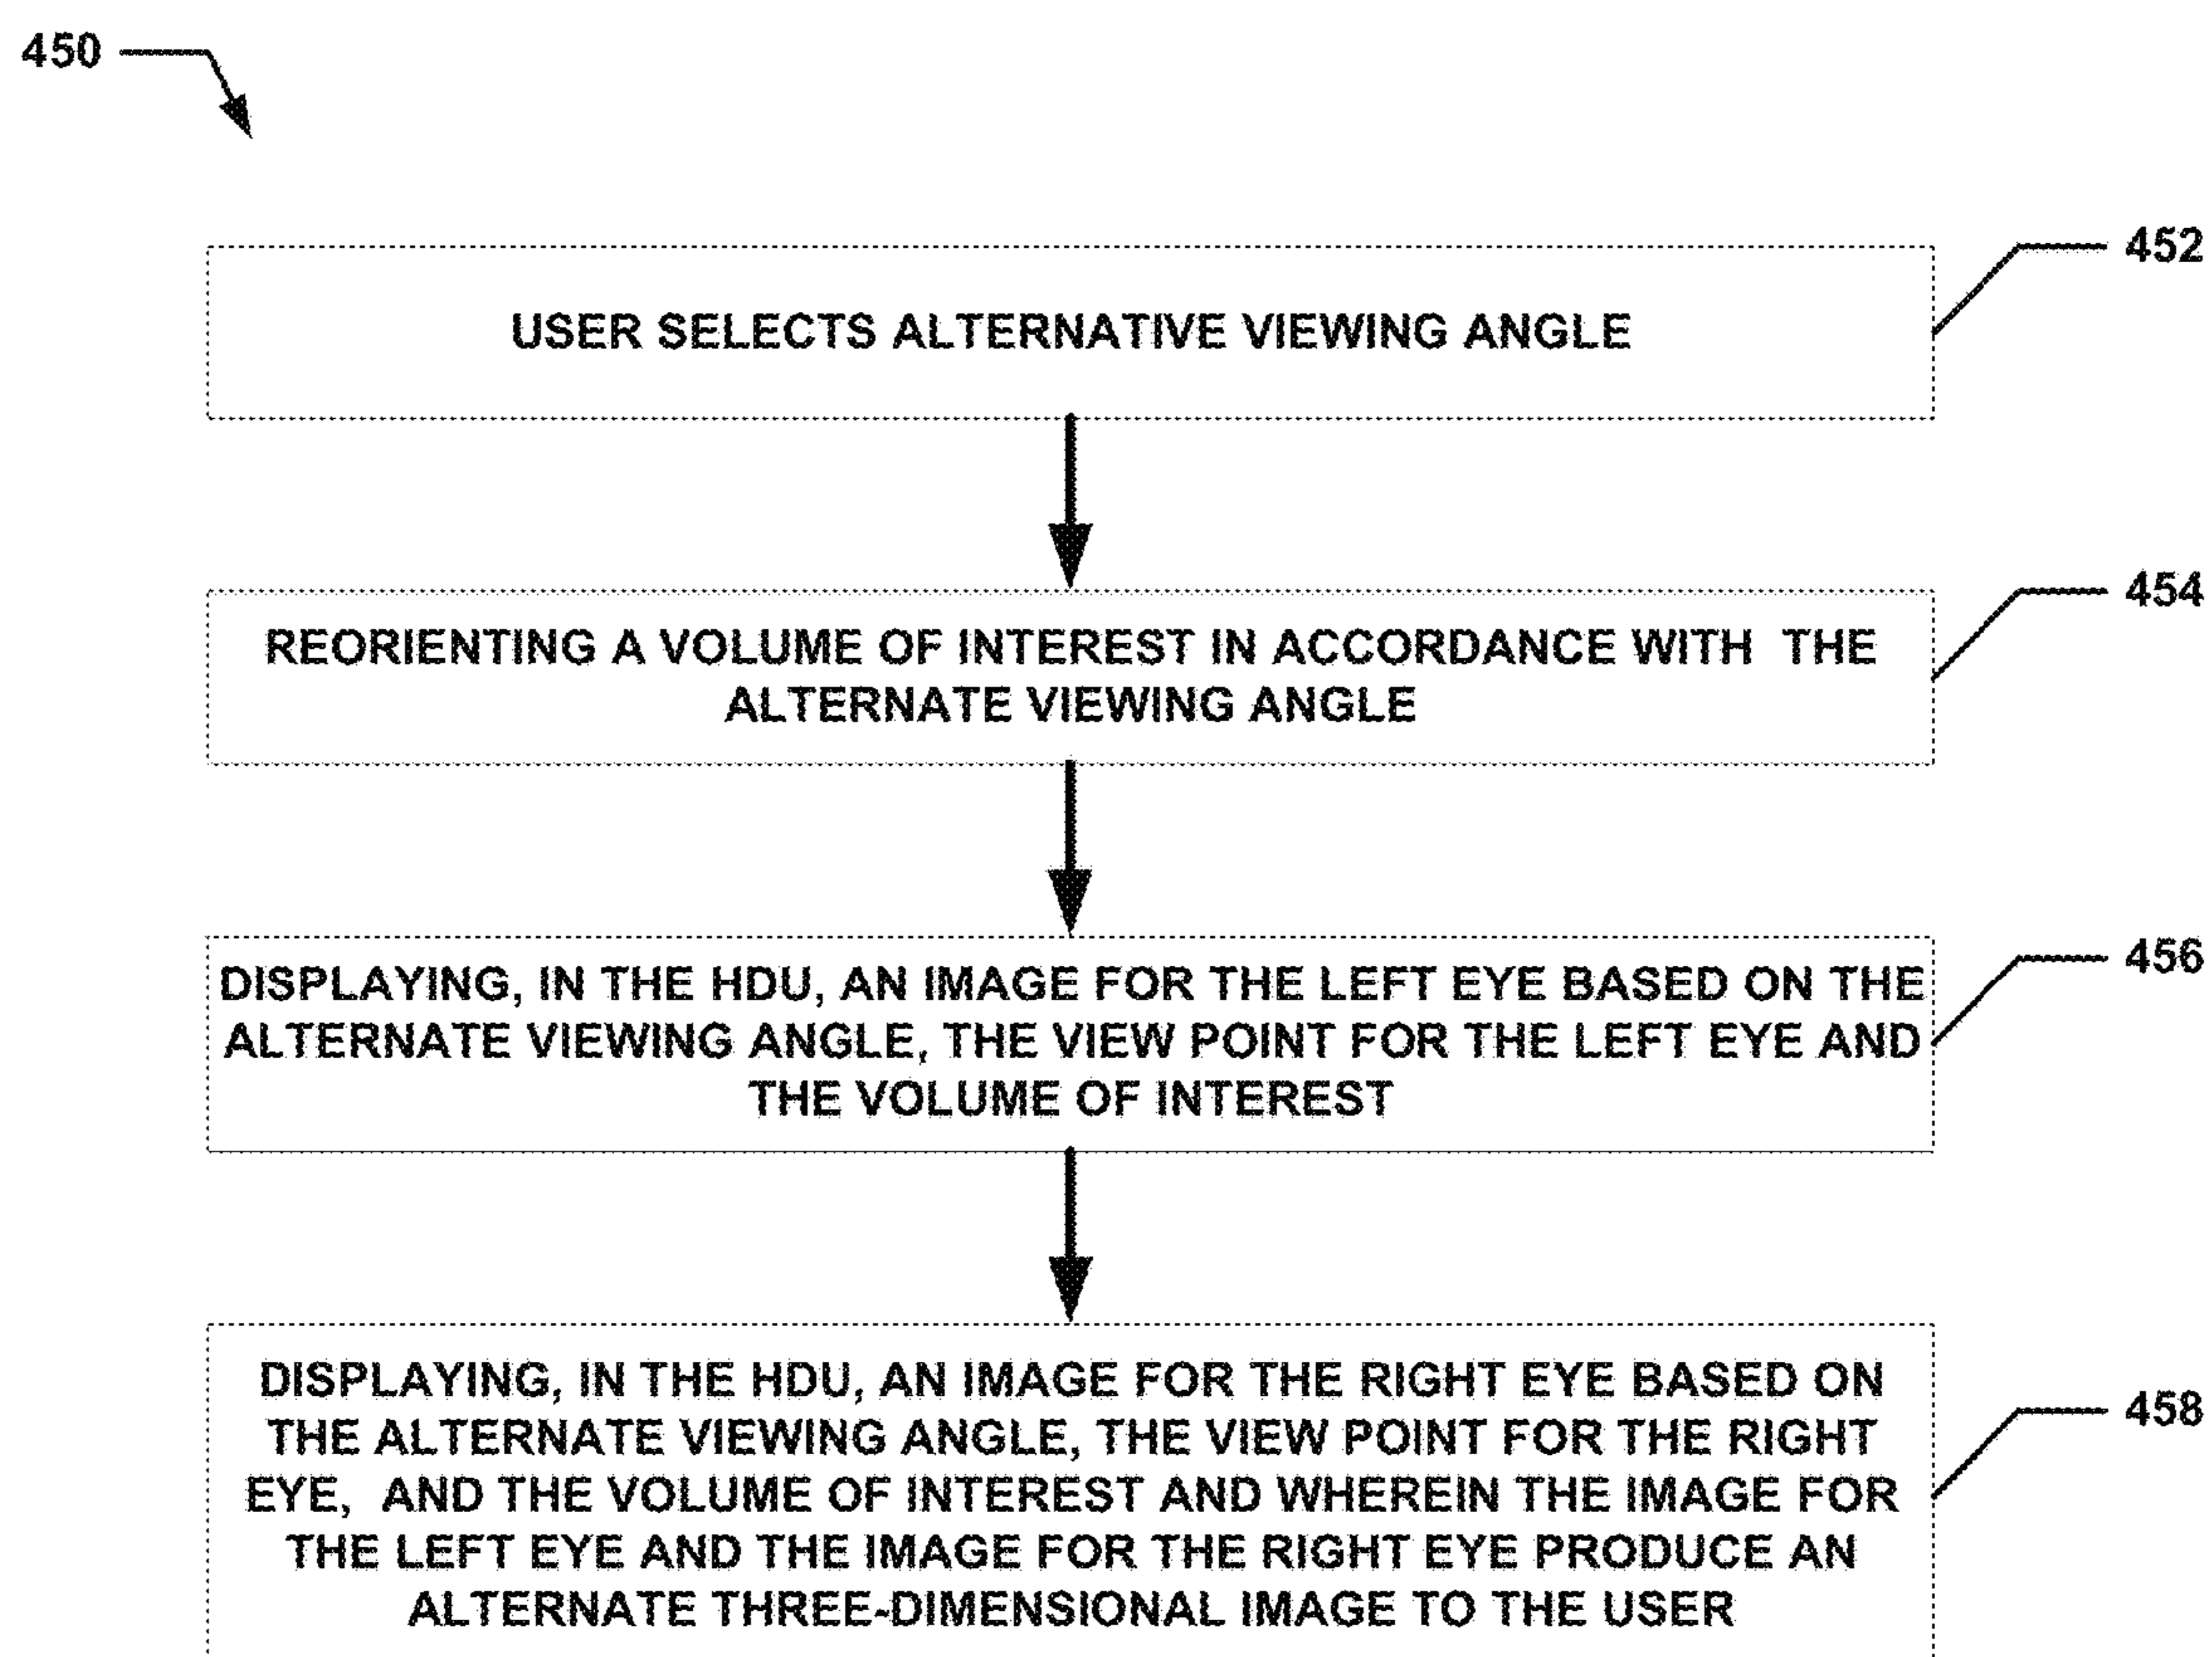 450
452
USER SELECTS ALTERNATIVE VIEWING ANGLE
454
REORIENTING A VOLUME OF INTEREST IN ACCORDANCE WITH THE
ALTERNATE VIEWING ANGLE
456
DISPLAYING, IN THE HDU, AN IMAGE FOR THE LEFT EYE BASED ON THE
ALTERNATE VIEWING ANGLE, THE VIEW POINT FOR THE LEFT EYE AND
THE VOLUME OF INTEREST
458
DISPLAYING, IN THE HDU, AN IMAGE FOR THE RIGHT EYE BASED ON
THE ALTERNATE VIEWING ANGLE, THE VIEW POINT FOR THE RIGHT
EYE, AND THE VOLUME OF INTEREST AND WHEREIN THE IMAGE FOR
THE LEFT EYE AND THE IMAGE FOR THE RIGHT EYE PRODUCE AN
ALTERNATE THREE-DIMENSIONAL IMAGE TO THE USER